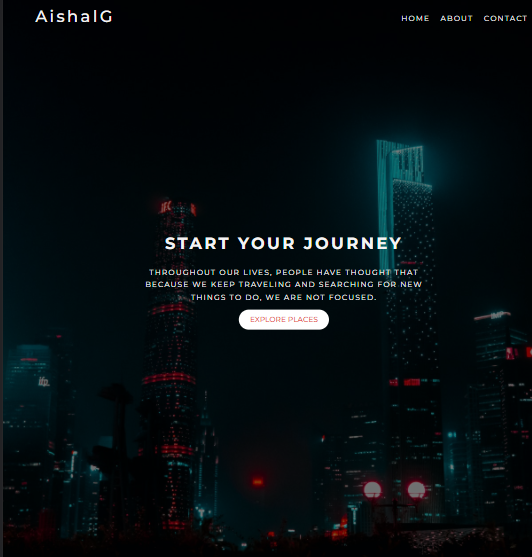 AishaIG
HOME ABOUT CONTACT
START YOUR JOURNEY
THROUGHOUT OUR LIVES, PEOPLE HAVE THOUGHT THAT
BECAUSE WE KEEP TRAVELING AND SEARCHING FOR NEW
THINGS TO DO, WE ARE NOT FOCUSED.
EXPLORE PLACES